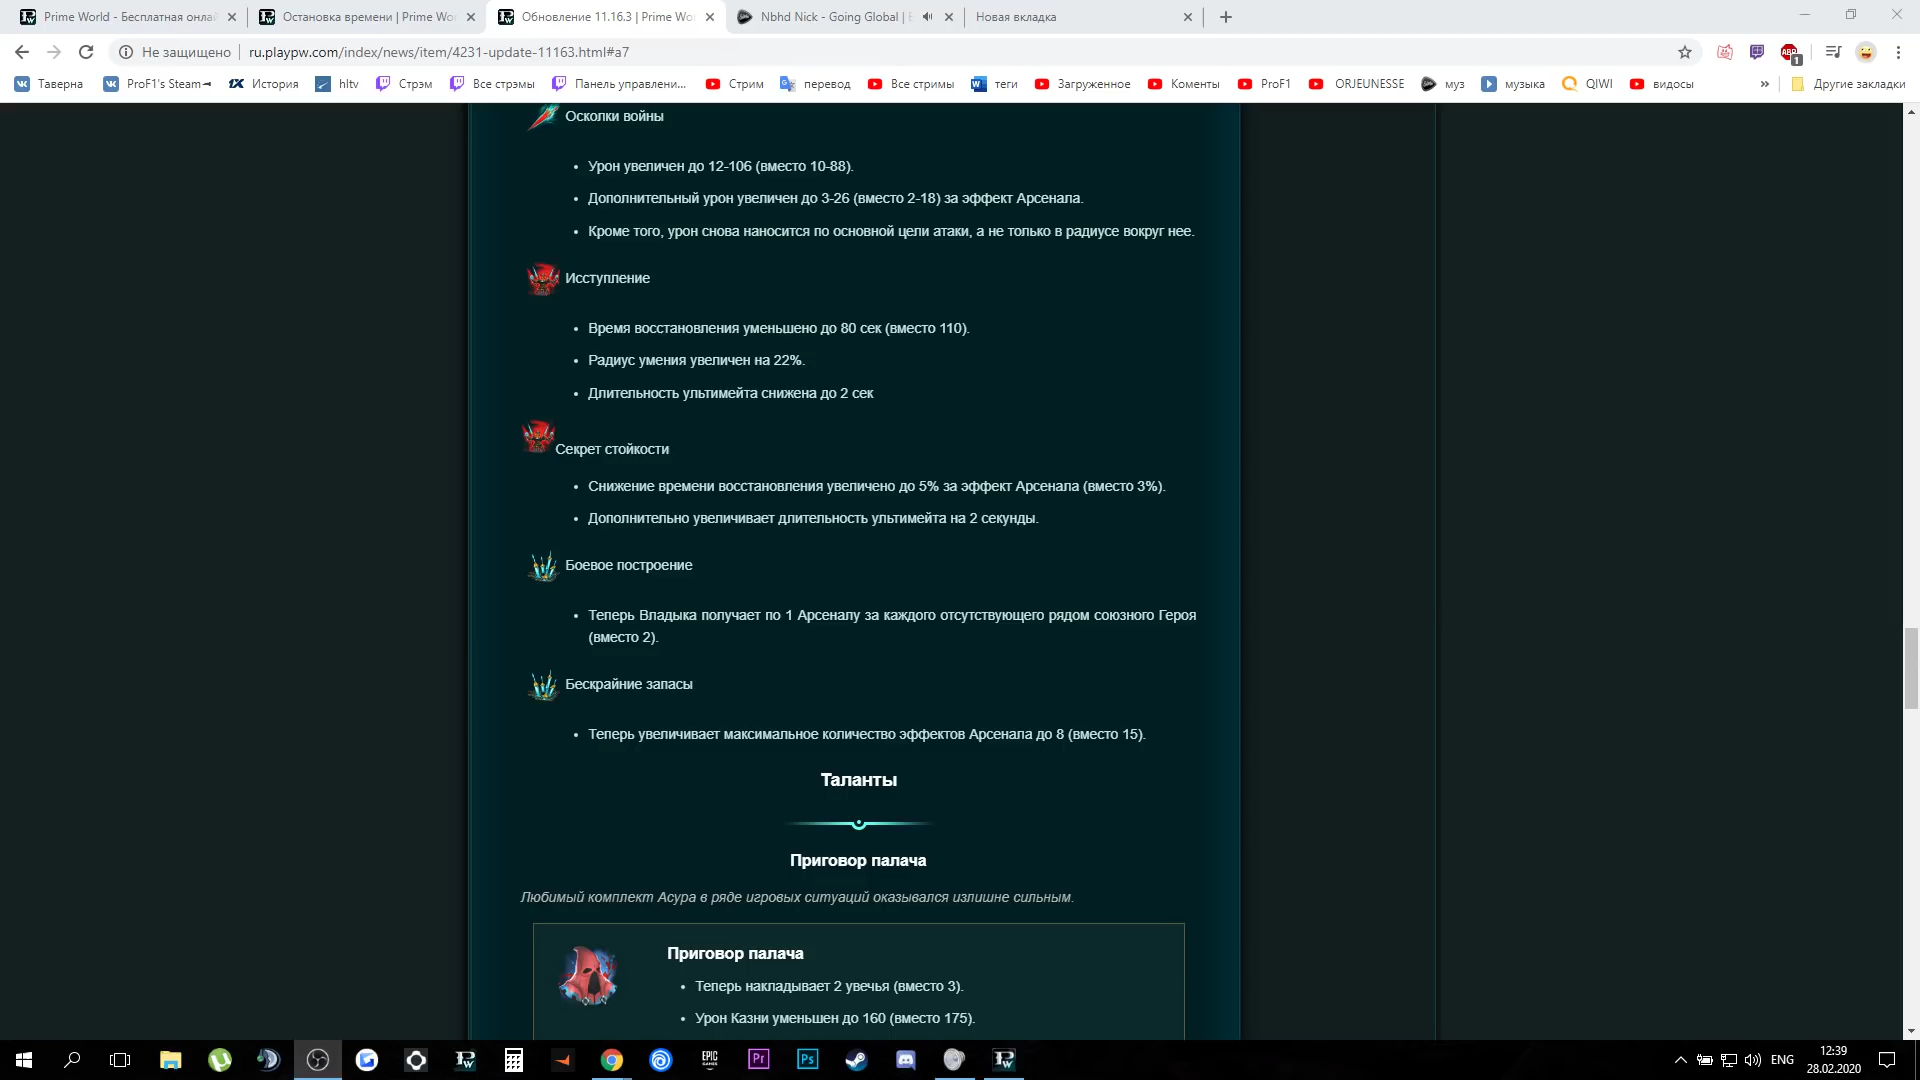 Prime World - Бесплатная онлай
Остановка времени | Prime Wor
Обновление 11.16.3 | Prime Wor
Nbhd Nick - Going Global |
Новая вкладка
Не защищено
ru.playpw.com/index/news/item/4231-update-11163.html#a7
Таверна
ProF1's Steam
История
hltv
Стрэм
Все стрэмы
Панель управлени...
Стрим
перевод
Все стримы
теги
Загруженное
Коменты
ProF1
ORJEUNESSE
муз
музыка
QIWI
видосы
Другие закладки
Осколки войны
• Урон увеличен до 12-106 (вместо 10-88).
• Дополнительный урон увеличен до 3-26 (вместо 2-18) за эффект Арсенала.
• Кроме того, урон снова наносится по основной цели атаки, а не только в радиусе вокруг нее.
Исступление
• Время восстановления уменьшено до 80 сек (вместо 110).
• Радиус умения увеличен на 22%.
• Длительность ультимейта снижена до 2 сек
Секрет стойкости
• Снижение времени восстановления увеличено до 5% за эффект Арсенала (вместо 3%).
• Дополнительно увеличивает длительность ультимейта на 2 секунды.
Боевое построение
• Теперь Владыка получает по 1 Арсеналу за каждого отсутствующего рядом союзного Героя
(вместо 2).
Бескрайние запасы
• Теперь увеличивает максимальное количество эффектов Арсенала до 8 (вместо 15).
Таланты
Приговор палача
Любимый комплект Асура в ряде игровых ситуаций оказывался излишне сильным.
Приговор палача
• Теперь накладывает 2 увечья (вместо 3).
• Урон Казни уменьшен до 160 (вместо 175).
ENG
12:39
28.02.2020